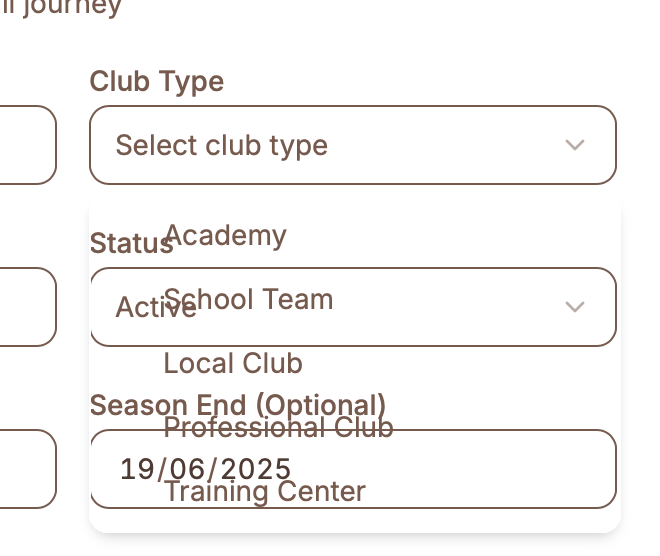 ll journey
Club Type
Select club type
Academy
Status
School Team
Active
Local Club
Season End (Optional)
Professional Club
19/06/2025
Training Center